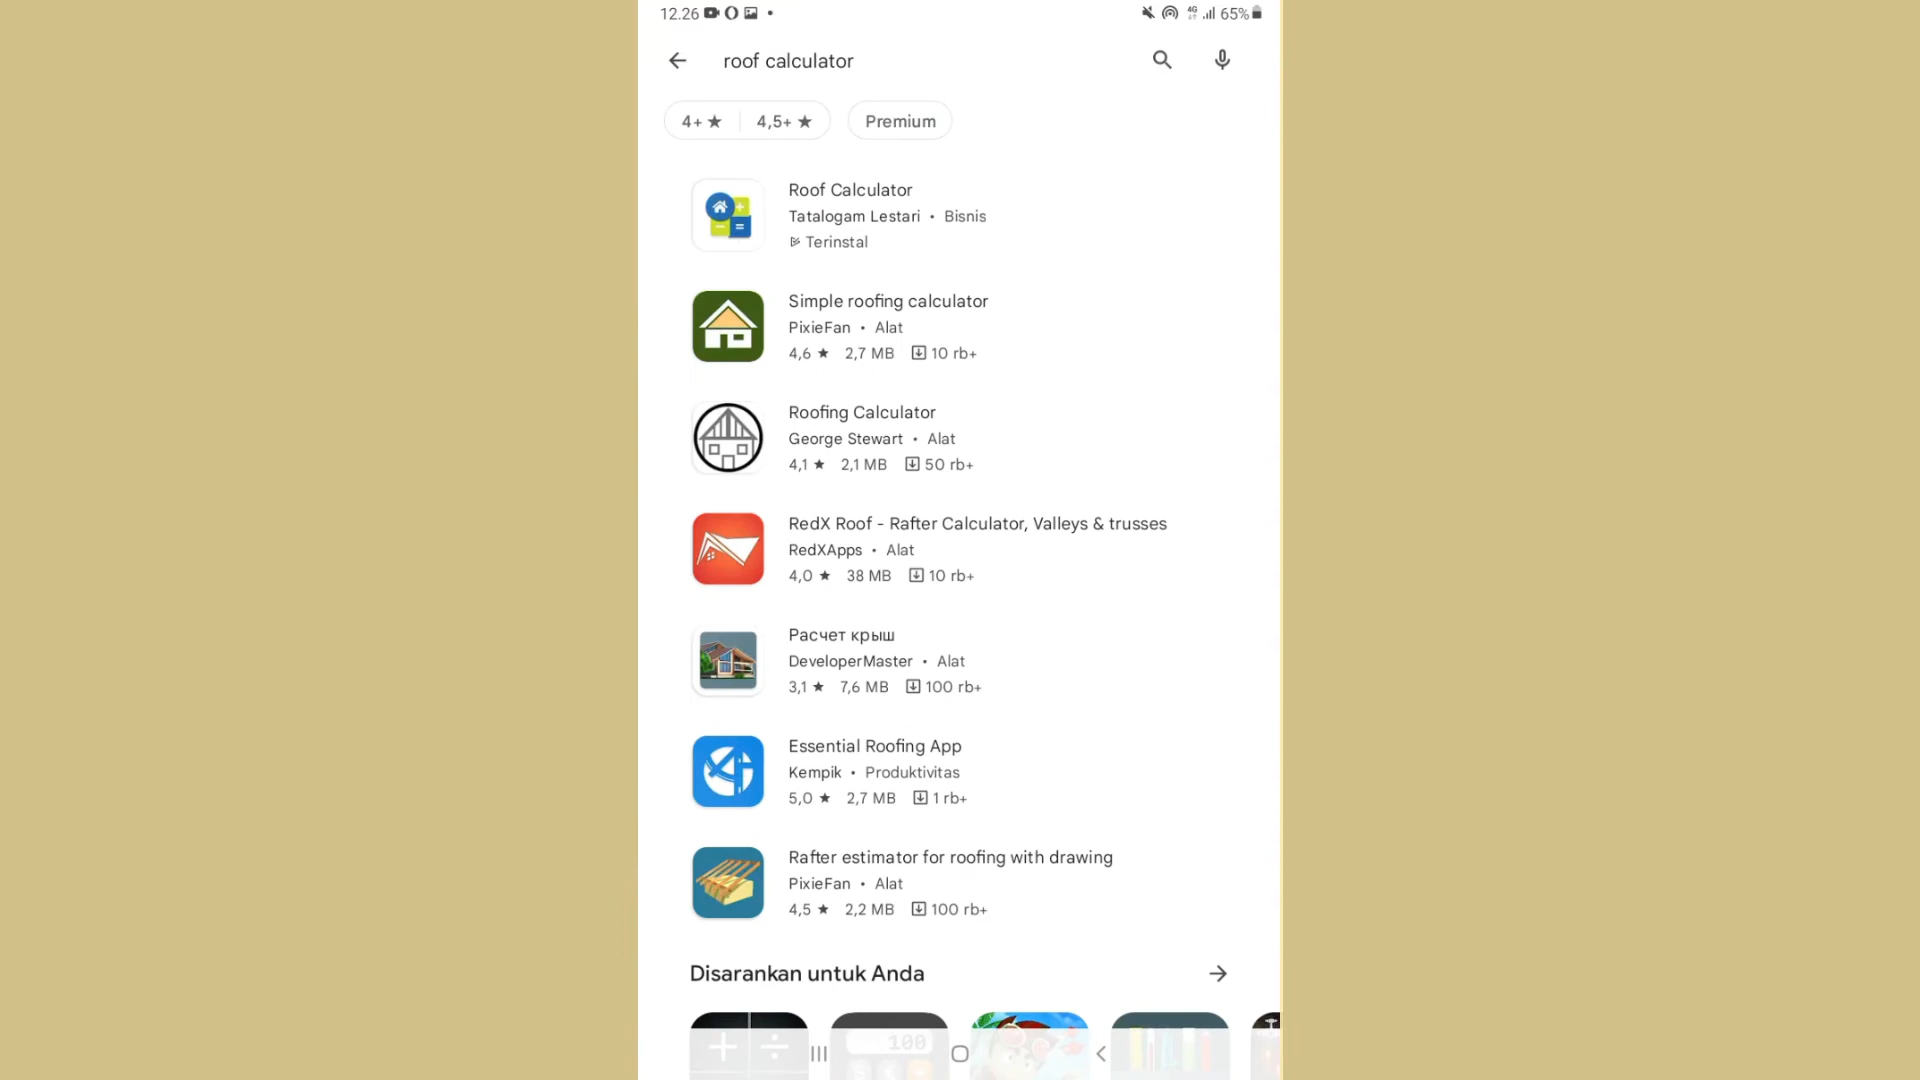 12.26 4G 65%
roof calculator
4+ ★ 4,5+ ★ Premium
Roof Calculator
Tatalogam Lestari • Bisnis
Terinstal
Simple roofing calculator
PixieFan • Alat
4,6 ★ 2,7 MB 10 rb+
Roofing Calculator
George Stewart • Alat
4,1 ★ 2,1 MB 50 rb+
RedX Roof - Rafter Calculator, Valleys & trusses
RedXApps • Alat
4,0 ★ 38 MB 10 rb+
Расчет крыш
DeveloperMaster • Alat
3,1 ★ 7,6 MB 100 rb+
Essential Roofing App
Kempik • Produktivitas
5,0 ★ 2,7 MB 1 rb+
Rafter estimator for roofing with drawing
PixieFan • Alat
4,5 ★ 2,2 MB 100 rb+
Disarankan untuk Anda
100